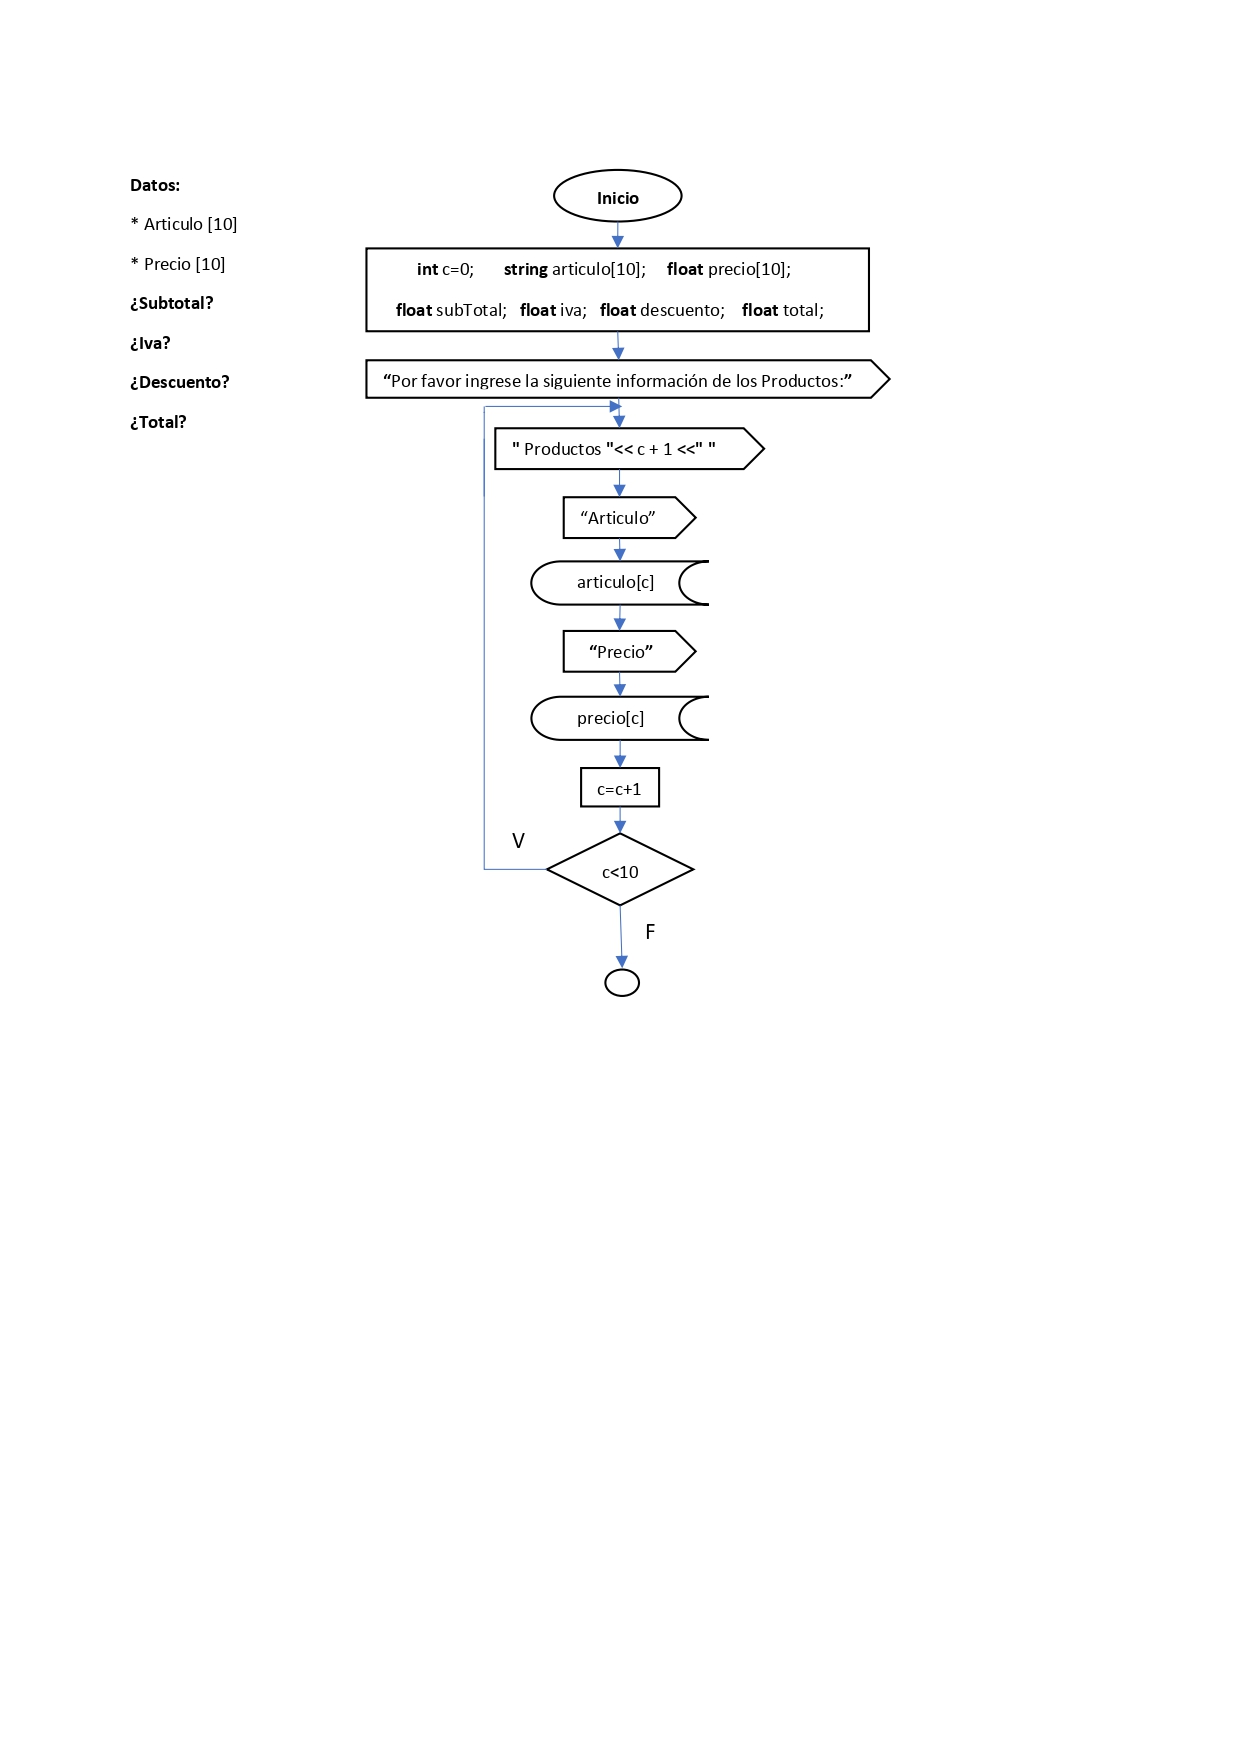 Datos:
* Articulo [10]
* Precio [10]
¿Subtotal?
¿Iva?
¿Descuento?
¿Total?
Inicio
int c=0; string articulo[10]; float precio[10];
float subTotal; float iva; float descuento; float total;
“Por favor ingrese la siguiente información de los Productos:”
" Productos "<< c + 1 <<" "
“Articulo”
articulo[c]
“Precio”
precio[c]
c=c+1
V
c<10
F